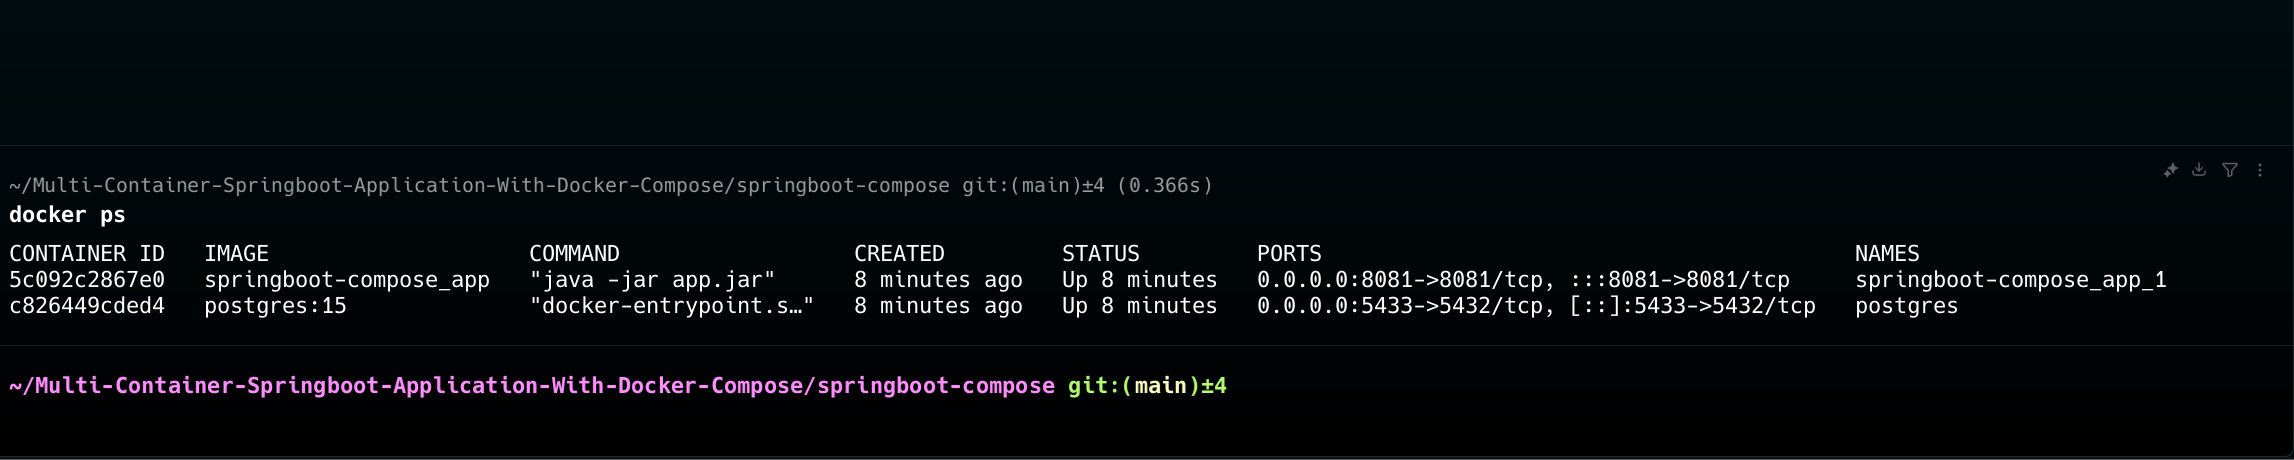 ~/Multi-Container-Springboot-Application-With-Docker-Compose/springboot-compose git:(main)±4 (0.366s)
docker ps
CONTAINER ID   IMAGE                    COMMAND                  CREATED         STATUS         PORTS                                         NAMES
5c092c2867e0   springboot-compose_app   "java -jar app.jar"      8 minutes ago   Up 8 minutes   0.0.0.0:8081->8081/tcp, :::8081->8081/tcp     springboot-compose_app_1
c826449cded4   postgres:15              "docker-entrypoint.s…"   8 minutes ago   Up 8 minutes   0.0.0.0:5433->5432/tcp, [::]:5433->5432/tcp   postgres
~/Multi-Container-Springboot-Application-With-Docker-Compose/springboot-compose git:(main)±4